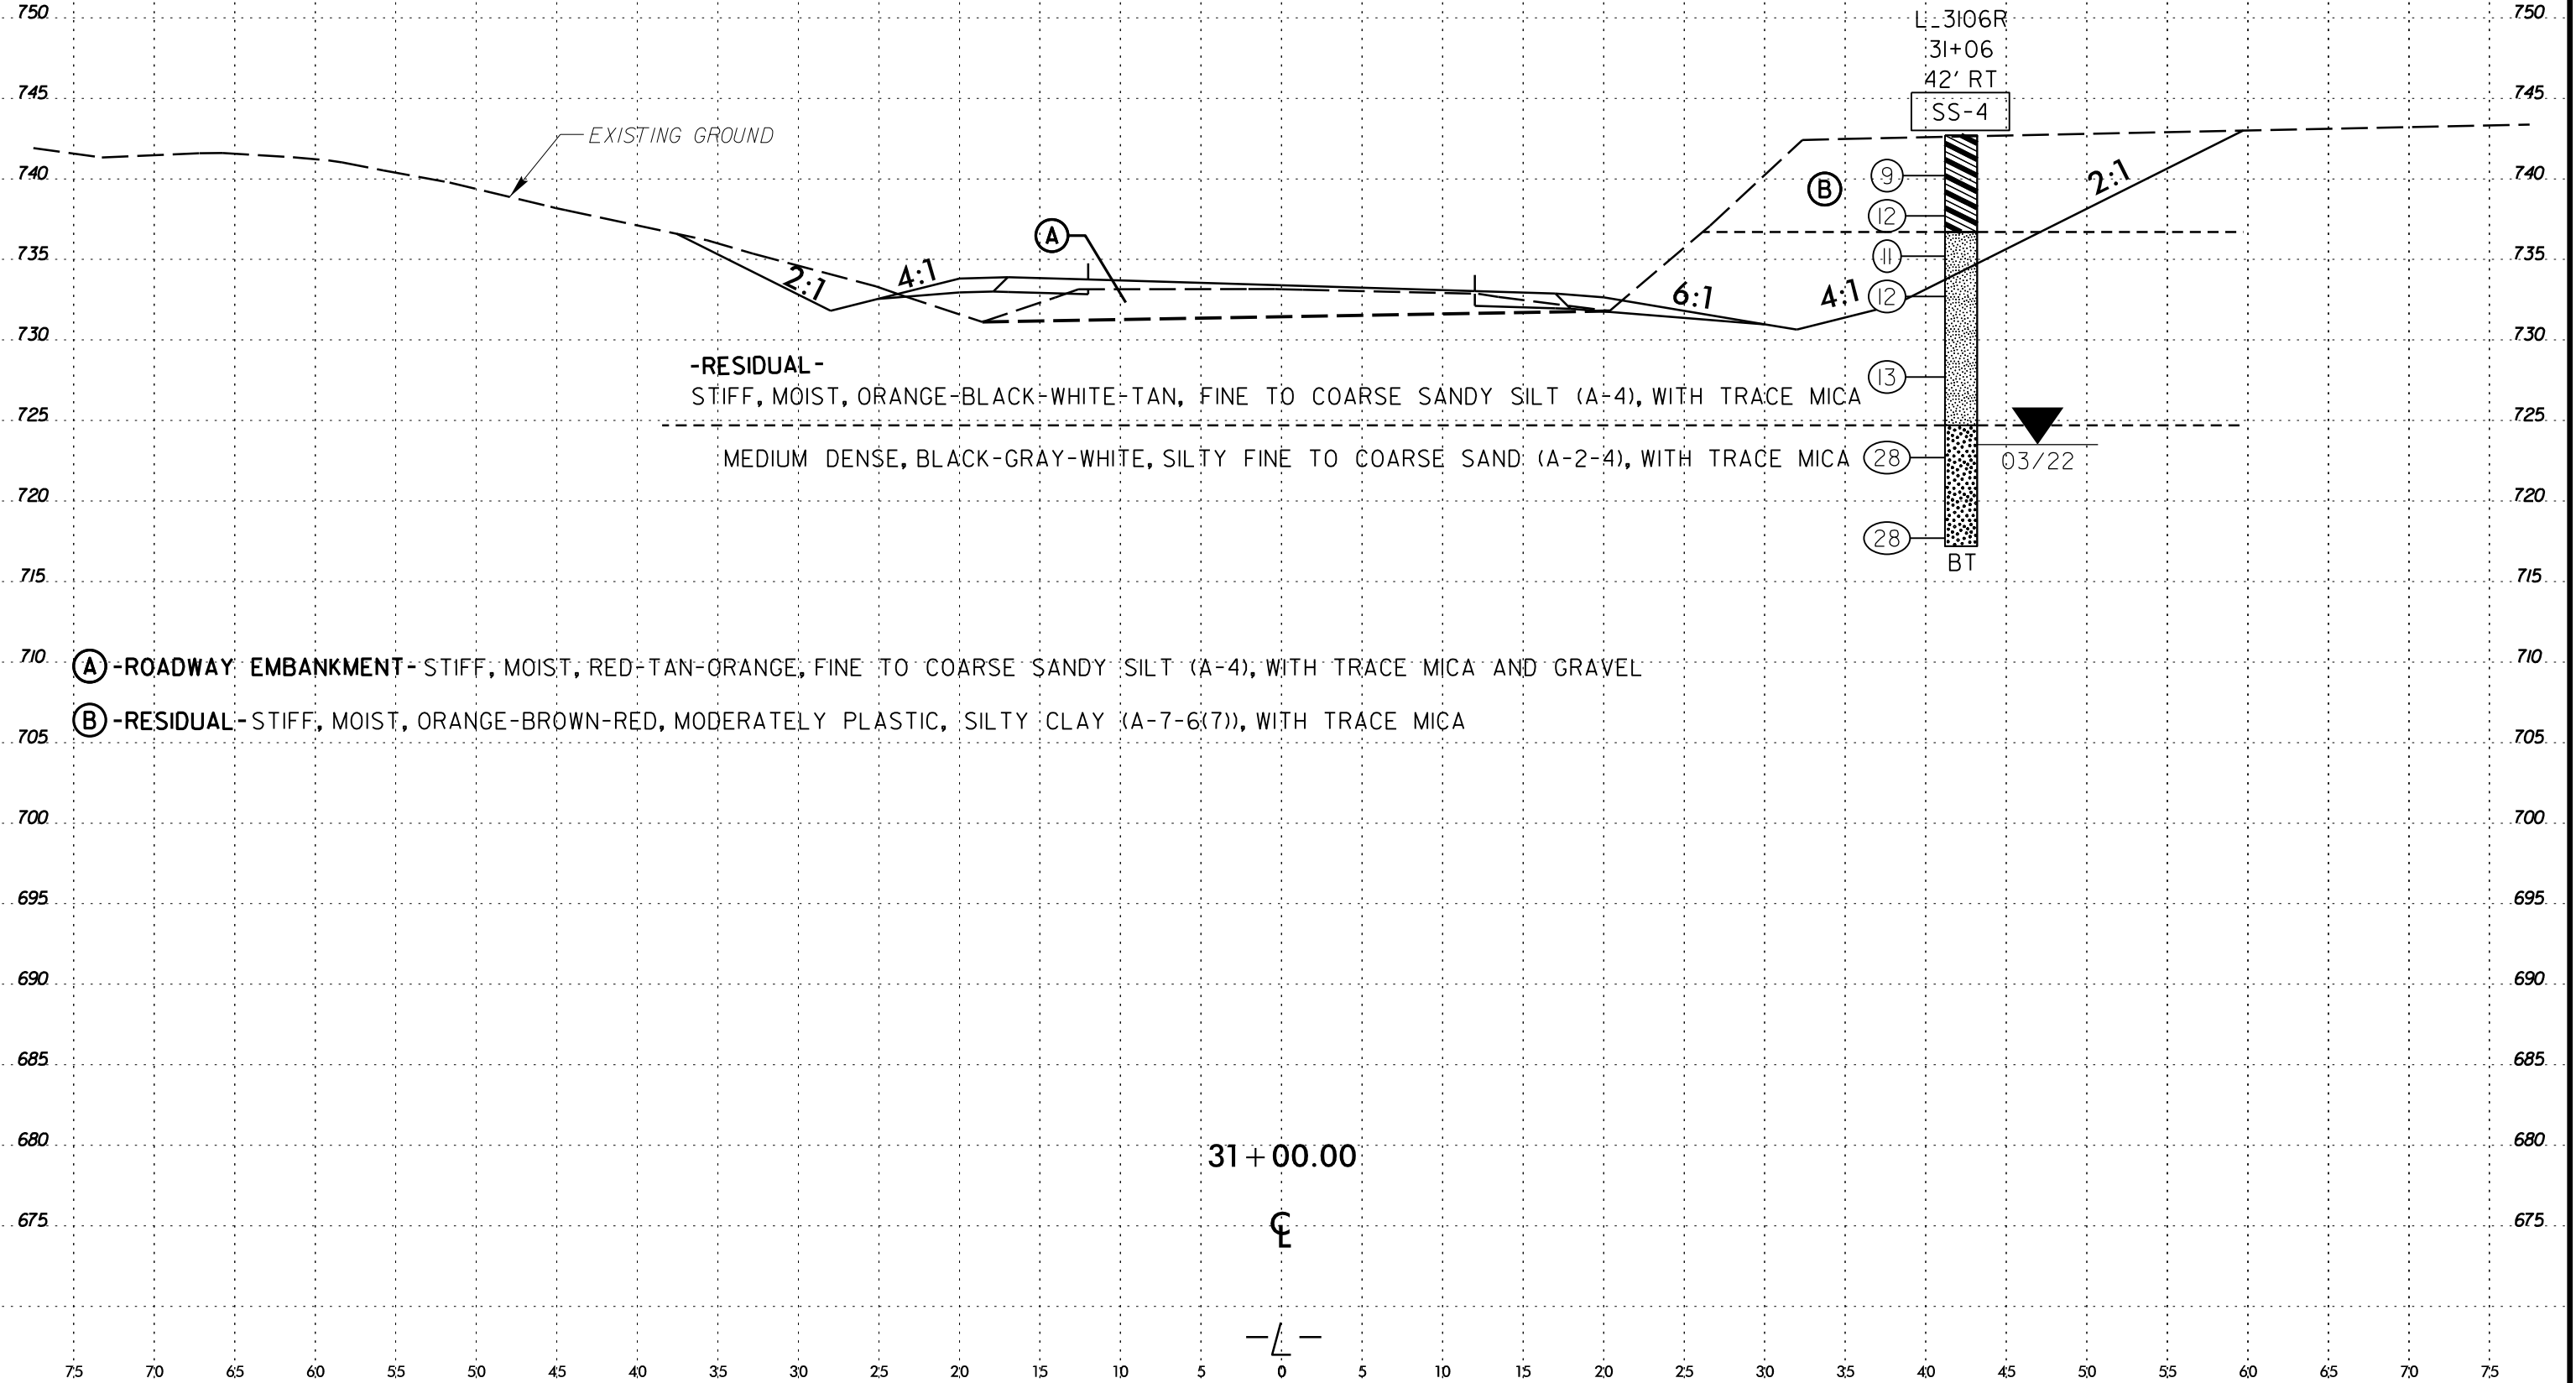 750 750
L_3106R
31+06
42' RT
745 745
SS-4
EXISTING GROUND
740 9 B 2:1 740
12
A
735 11 735
2:1 4:1 6:1 4:1 12
730 730
-RESIDUAL-
13
STIFF, MOIST, ORANGE-BLACK-WHITE-TAN, FINE TO COARSE SANDY SILT (A-4), WITH TRACE MICA
725 725
MEDIUM DENSE, BLACK-GRAY-WHITE, SILTY FINE TO COARSE SAND (A-2-4), WITH TRACE MICA 28 03/22
720 720
28
BT
715 715
710 710
A -ROADWAY EMBANKMENT- STIFF, MOIST, RED-TAN-ORANGE, FINE TO COARSE SANDY SILT (A-4), WITH TRACE MICA AND GRAVEL
B -RESIDUAL- STIFF, MOIST, ORANGE-BROWN-RED, MODERATELY PLASTIC, SILTY CLAY (A-7-6(7)), WITH TRACE MICA
705 705
700 700
695 695
690 690
685 685
680 680
31+00.00
675 675
℄
-L-
75 70 65 60 55 50 45 40 35 30 25 20 15 10 5 0 5 10 15 20 25 30 35 40 45 50 55 60 65 70 75